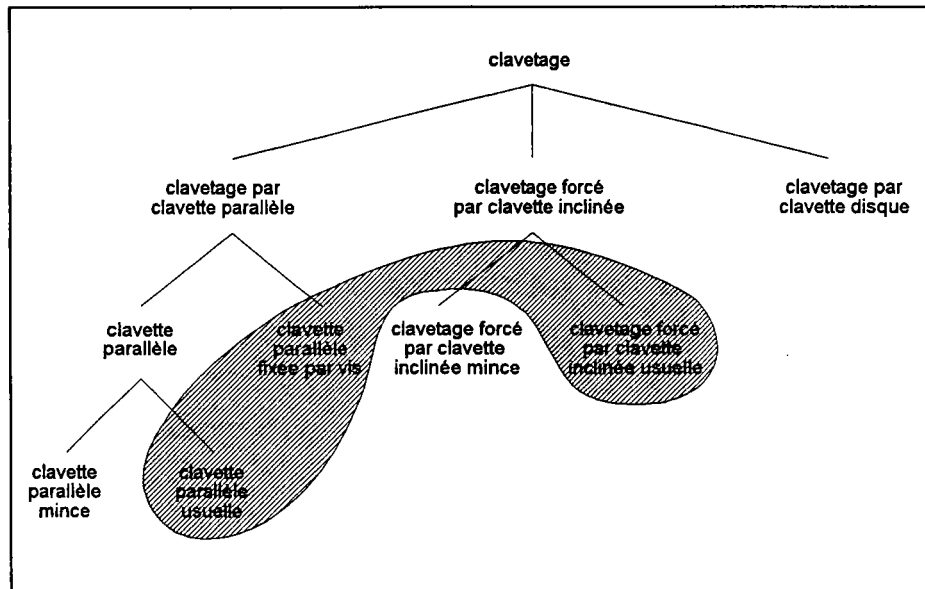 clavetage
clavetage par
clavette parallèle
clavetage forcé
par clavette inclinée
clavetage par
clavette disque
clavette
parallèle
clavette
parallèle
fixée par vis
clavetage forcé
par clavette
inclinée mince
clavetage forcé
par clavette
inclinée usuelle
clavette
parallèle
mince
clavette
parallèle
usuelle